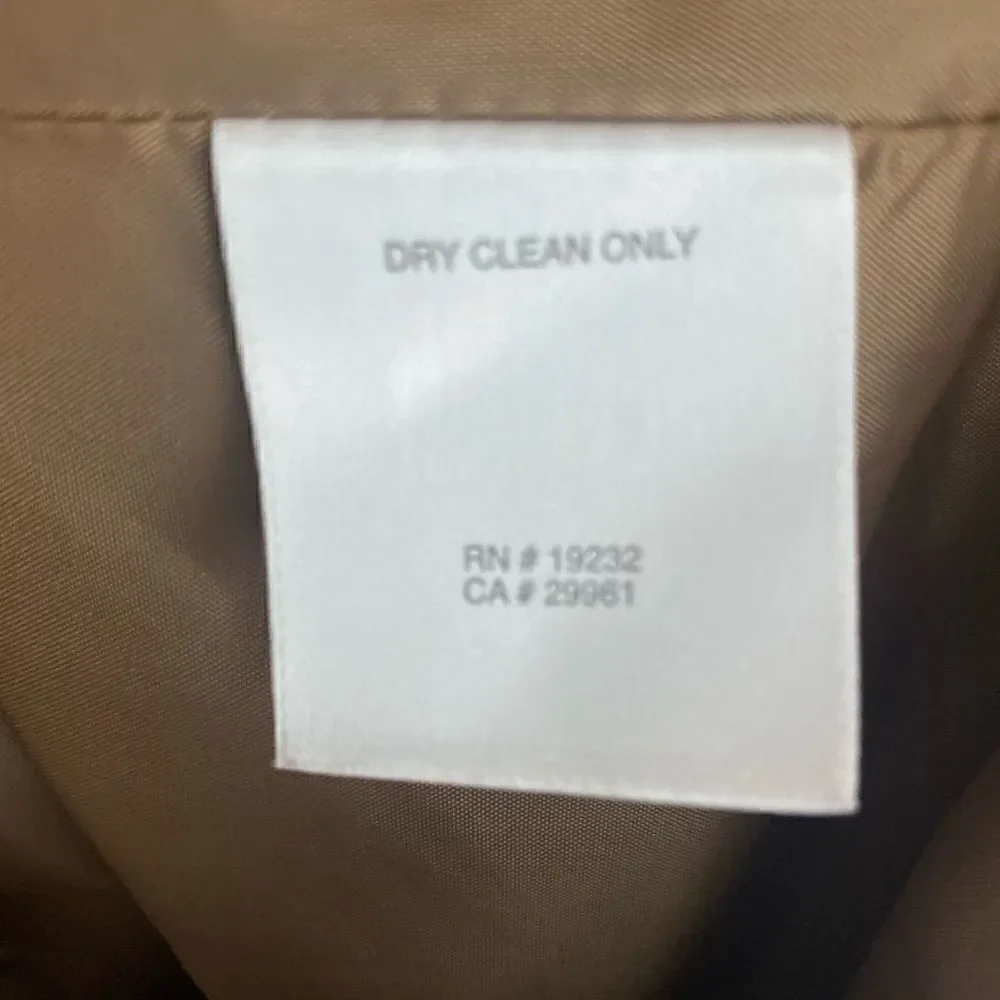 DRY CLEAN ONLY
RN # 19232
CA # 29961